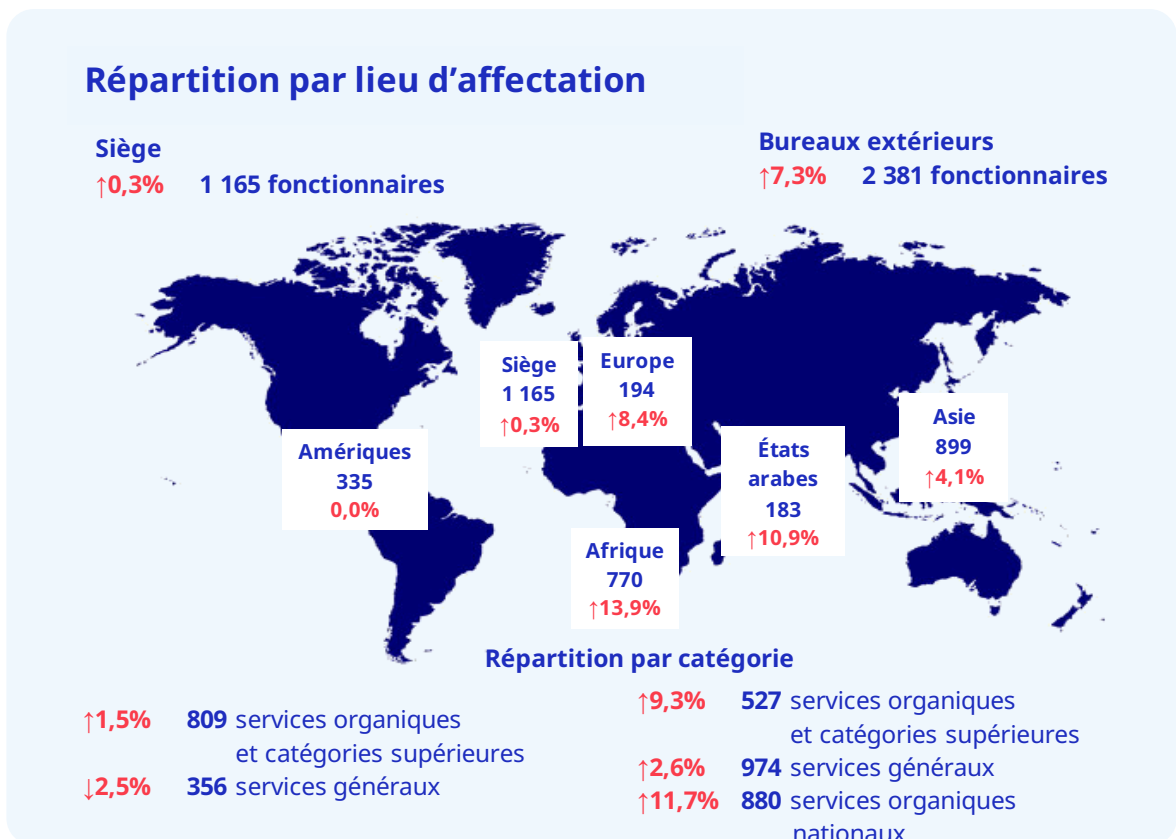 Répartition par lieu d’affectation
Siège
↑0,3% 1 165 fonctionnaires
Bureaux extérieurs
↑7,3% 2 381 fonctionnaires
Siège
1 165
↑0,3%
Europe
194
↑8,4%
Asie
899
↑4,1%
Amériques
335
0,0%
États
arabes
183
↑10,9%
Afrique
770
↑13,9%
Répartition par catégorie
↑1,5% 809 services organiques
et catégories supérieures
↓2,5% 356 services généraux
↑9,3% 527 services organiques
et catégories supérieures
↑2,6% 974 services généraux
↑11,7% 880 services organiques
nationaux